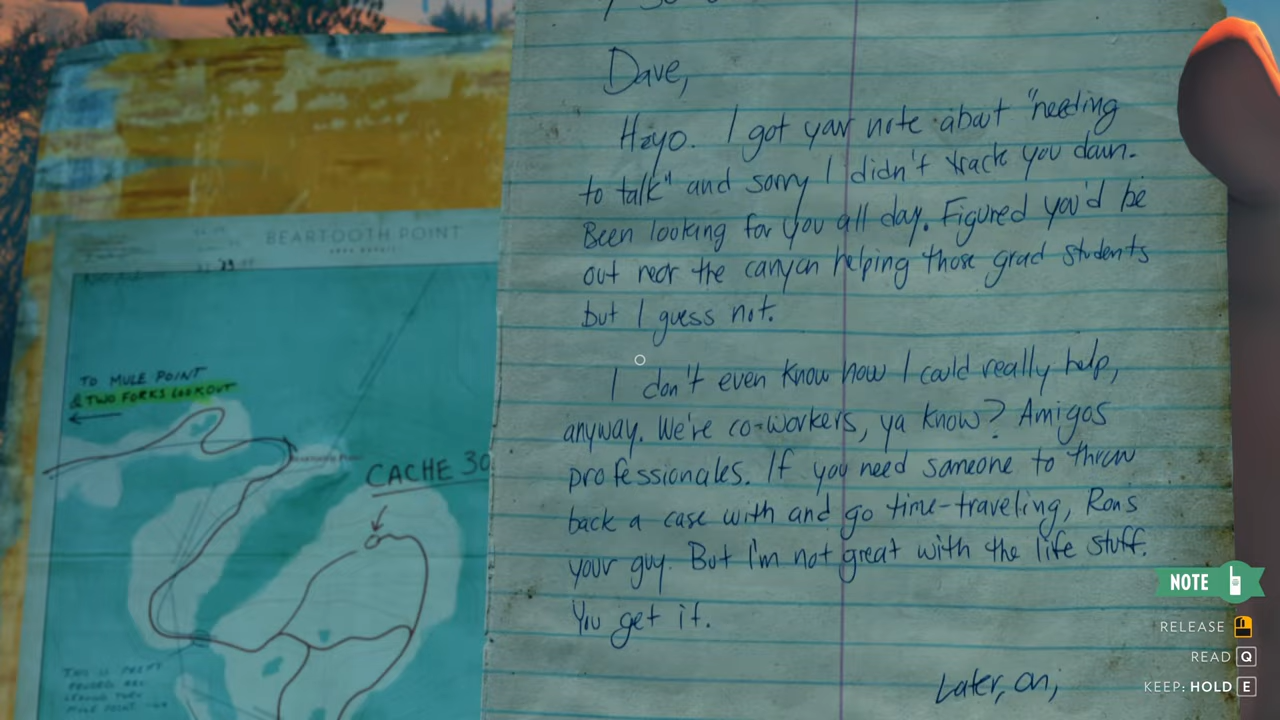 Dave,
Heyo. I got your note about "needing
to talk" and sorry I didn't track you down.
Been looking for you all day. Figured you'd be
out near the canyon helping those grad students
but I guess not.
I don't even know how I could really help,
anyway. We're co-workers, ya know? Amigos
professionales. If you need someone to throw
back a case with and go time-traveling, Ron's
your guy. But I'm not great with the life stuff.
You get it.
Later, on,
BEARTOOTH POINT
TO MULE POINT
& TWO FORKS LOOKOUT
CACHE 30
NOTE
RELEASE
READ Q
KEEP: HOLD E